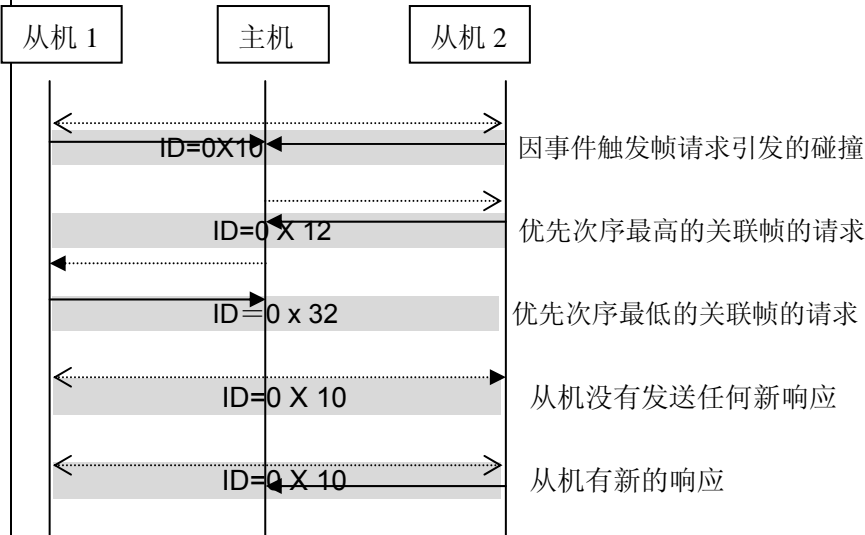 从机 1 主机 从机 2
ID=0X10 因事件触发帧请求引发的碰撞
ID=0 X 12 优先次序最高的关联帧的请求
ID＝0 x 32 优先次序最低的关联帧的请求
ID=0 X 10 从机没有发送任何新响应
ID=0 X 10 从机有新的响应